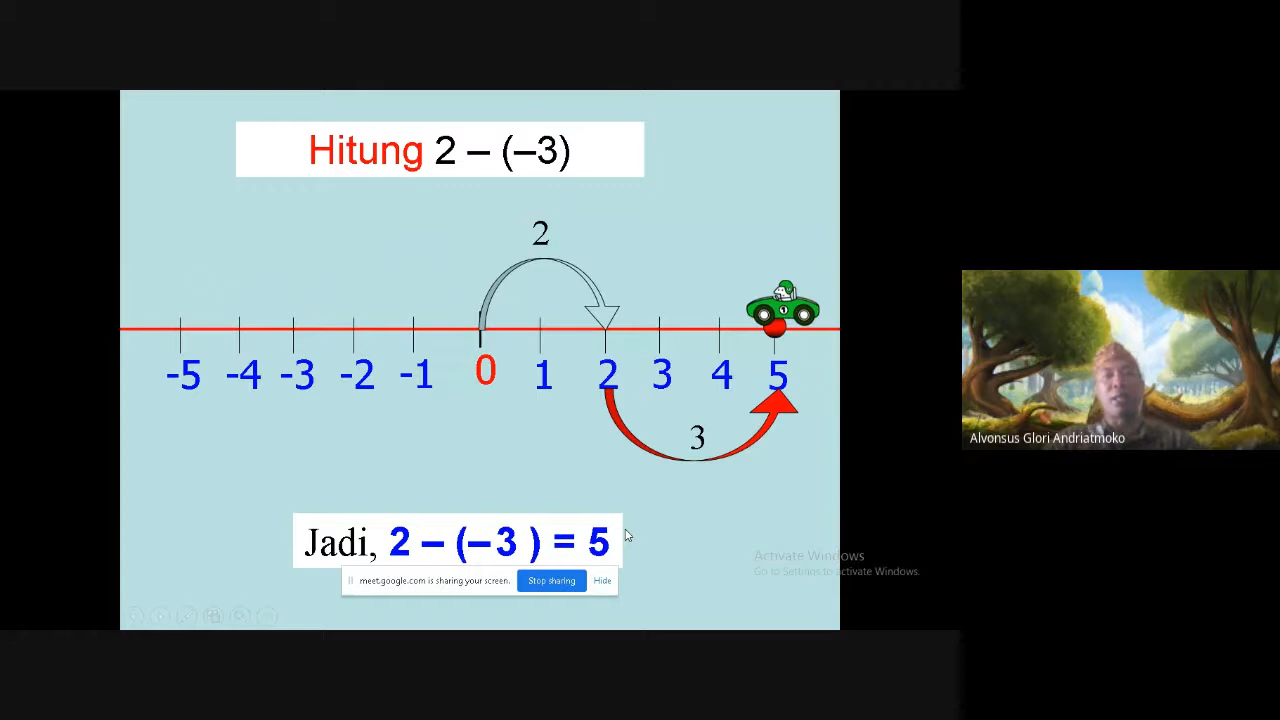 Hitung 2 – (–3)
2
-5 -4 -3 -2 -1 0 1 2 3 4 5
3
Jadi, 2 – (–3 ) = 5
meet.google.com is sharing your screen. Stop sharing Hide
Activate Windows
Go to Settings to activate Windows.
1
Alvonsus Glori Andriatmoko